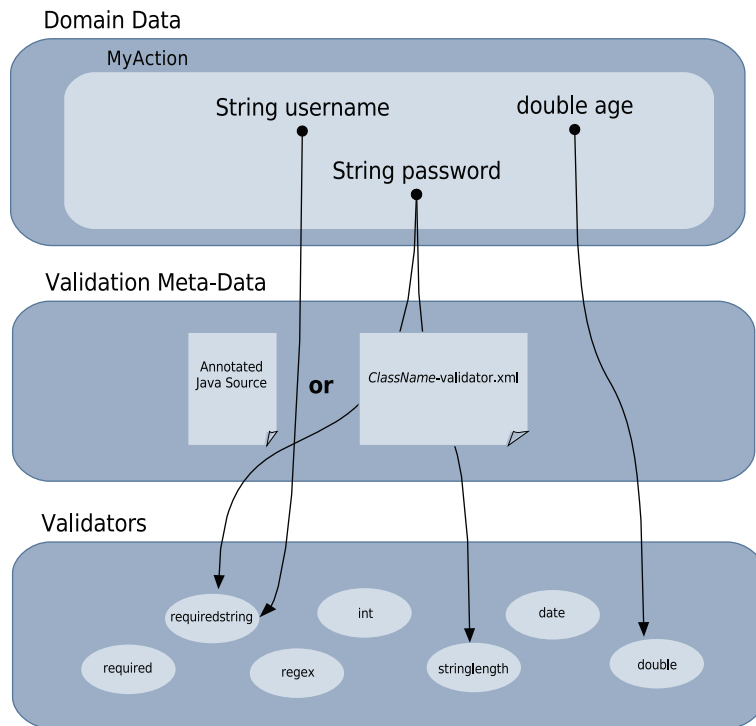 Domain Data
MyAction
String username
double age
String password
Validation Meta-Data
Annotated
Java Source
or
ClassName-validator.xml
Validators
requiredstring
int
date
required
regex
stringlength
double